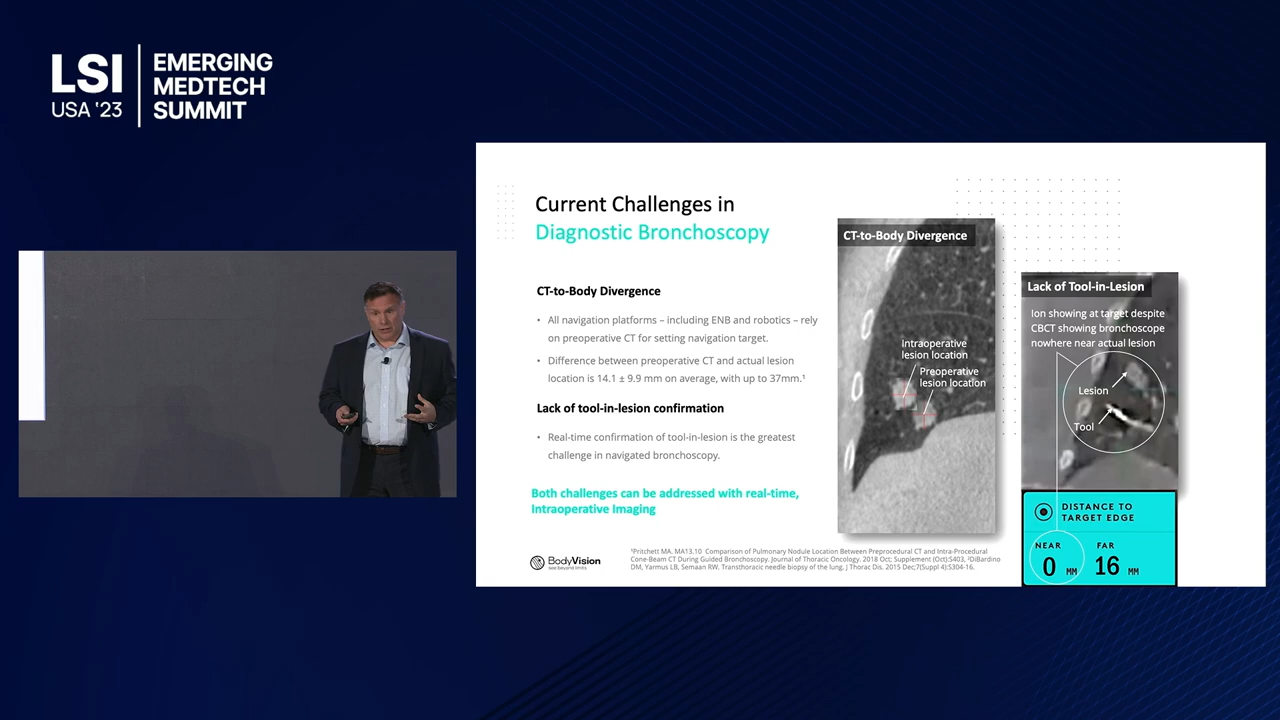 LSI
USA '23
EMERGING
MEDTECH
SUMMIT
Current Challenges in
Diagnostic Bronchoscopy
CT-to-Body Divergence
• All navigation platforms – including ENB and robotics – rely
on preoperative CT for setting navigation target.
• Difference between preoperative CT and actual lesion
location is 14.1 ± 9.9 mm on average, with up to 37mm.¹
Lack of tool-in-lesion confirmation
• Real-time confirmation of tool-in-lesion is the greatest
challenge in navigated bronchoscopy.
Both challenges can be addressed with real-time,
Intraoperative Imaging
BodyVision
see beyond limits
¹Pritchett MA. MA13.10 Comparison of Pulmonary Nodule Location Between Preprocedural CT and Intra-Procedural
Cone-Beam CT During Guided Bronchoscopy. Journal of Thoracic Oncology. 2018 Oct; Supplement (Oct):S403, ²DiBardino
DM, Yarmus LB, Semaan RW. Transthoracic needle biopsy of the lung. J Thorac Dis. 2015 Dec;7(Suppl 4):S304-16.
CT-to-Body Divergence
Intraoperative
lesion location
Preoperative
lesion location
Lack of Tool-in-Lesion
Ion showing at target despite
CBCT showing bronchoscope
nowhere near actual lesion
Lesion
Tool
DISTANCE TO
TARGET EDGE
NEAR FAR
0 MM 16 MM